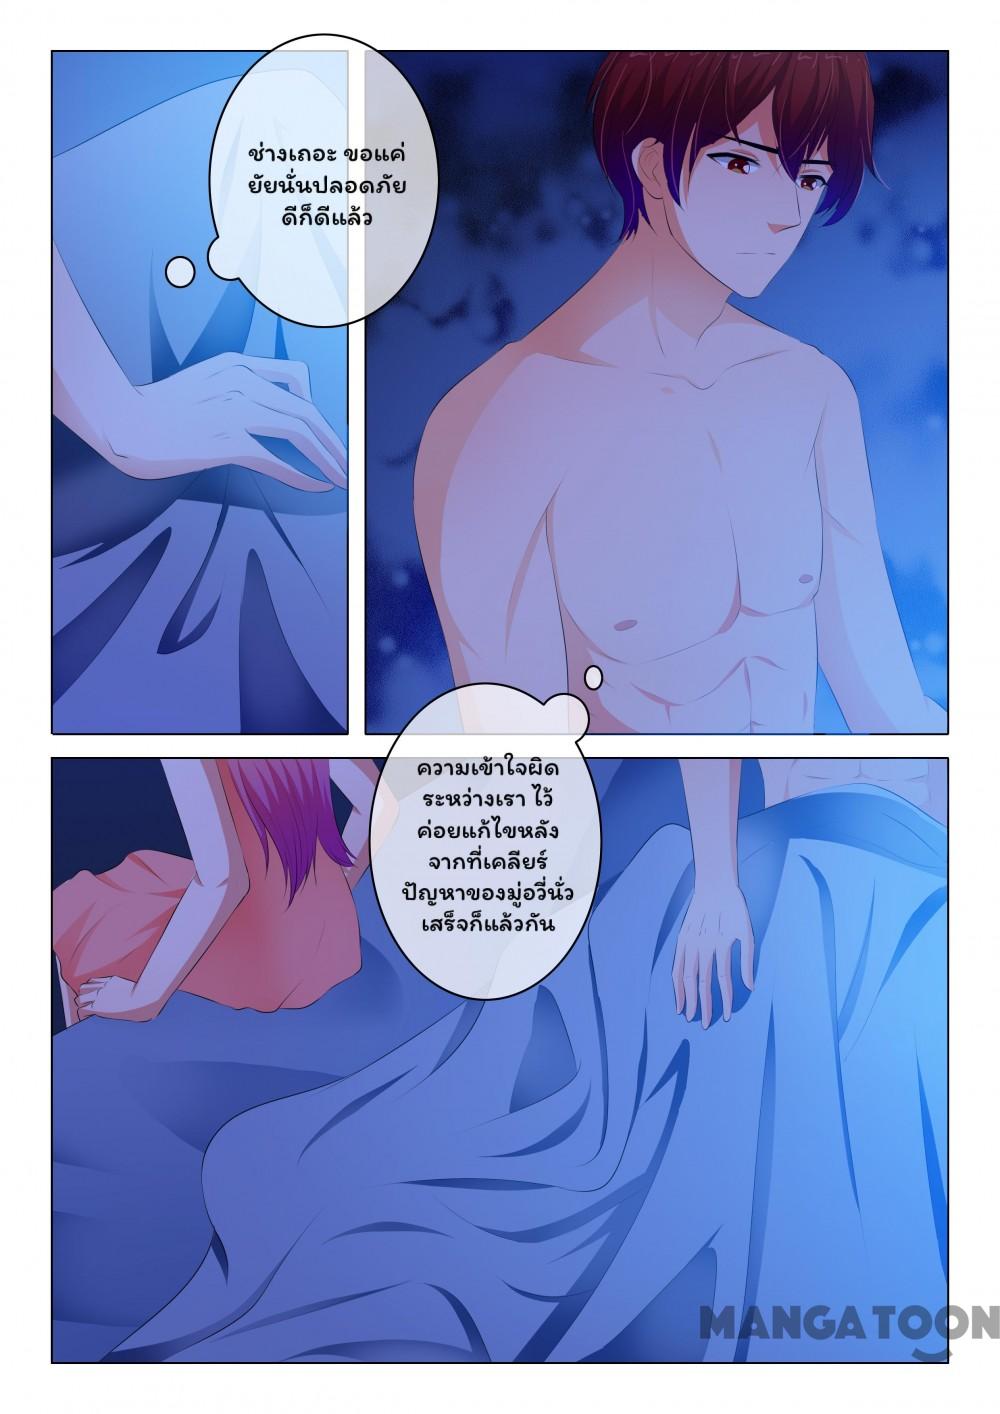 ช่างเถอะ ขอแค่
ยัยนั่นปลอดภัย
ดีก็ดีแล้ว
ความเข้าใจผิด
ระหว่างเรา ไว้
ค่อยแก้ไขหลัง
จากที่เคลียร์
ปัญหาของมู่อวี่นั่ว
เสร็จก็แล้วกัน
MANGATOON